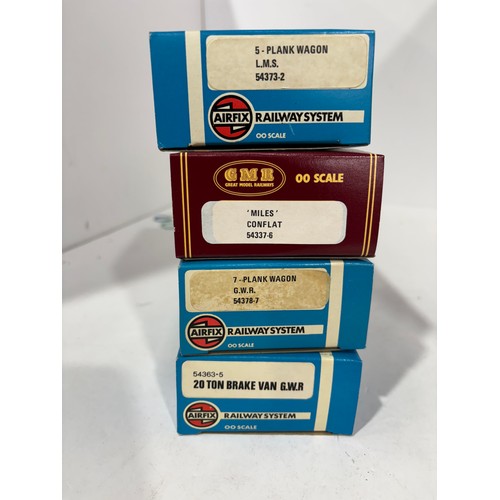 5 - PLANK WAGON
L.M.S.
54373-2
AIRFIX RAILWAY SYSTEM
OO SCALE
GMR
GREAT MODEL RAILWAYS
OO SCALE
'MILES'
CONFLAT
54337-6
7 - PLANK WAGON
G.W.R.
54378-7
AIRFIX RAILWAY SYSTEM
OO SCALE
54363-5
20 TON BRAKE VAN G.W.R
AIRFIX RAILWAY SYSTEM
OO SCALE